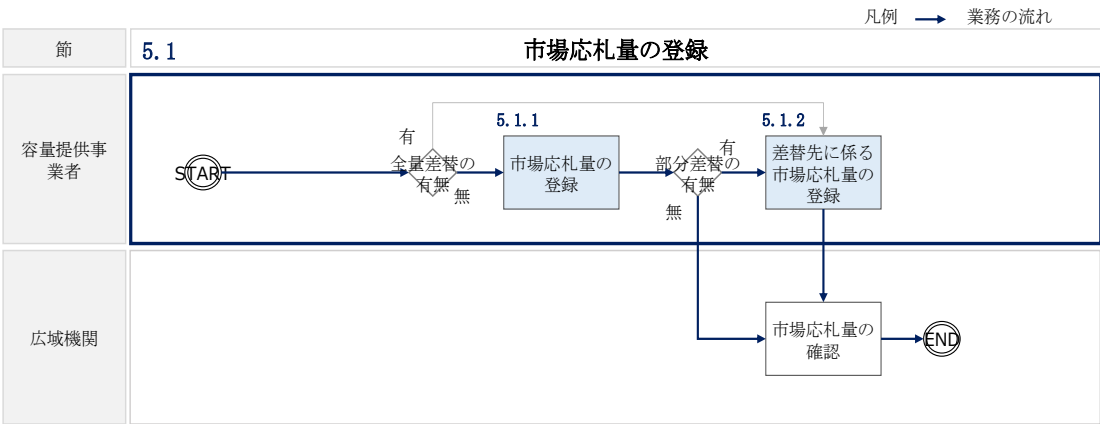 凡例 業務の流れ
節
5.1
市場応札量の登録
容量提供事
業者
START
有
全量差替の
有無
無
5.1.1
市場応札量の
登録
部分差替の
有無
有
無
5.1.2
差替先に係る
市場応札量の
登録
広域機関
市場応札量の
確認
END